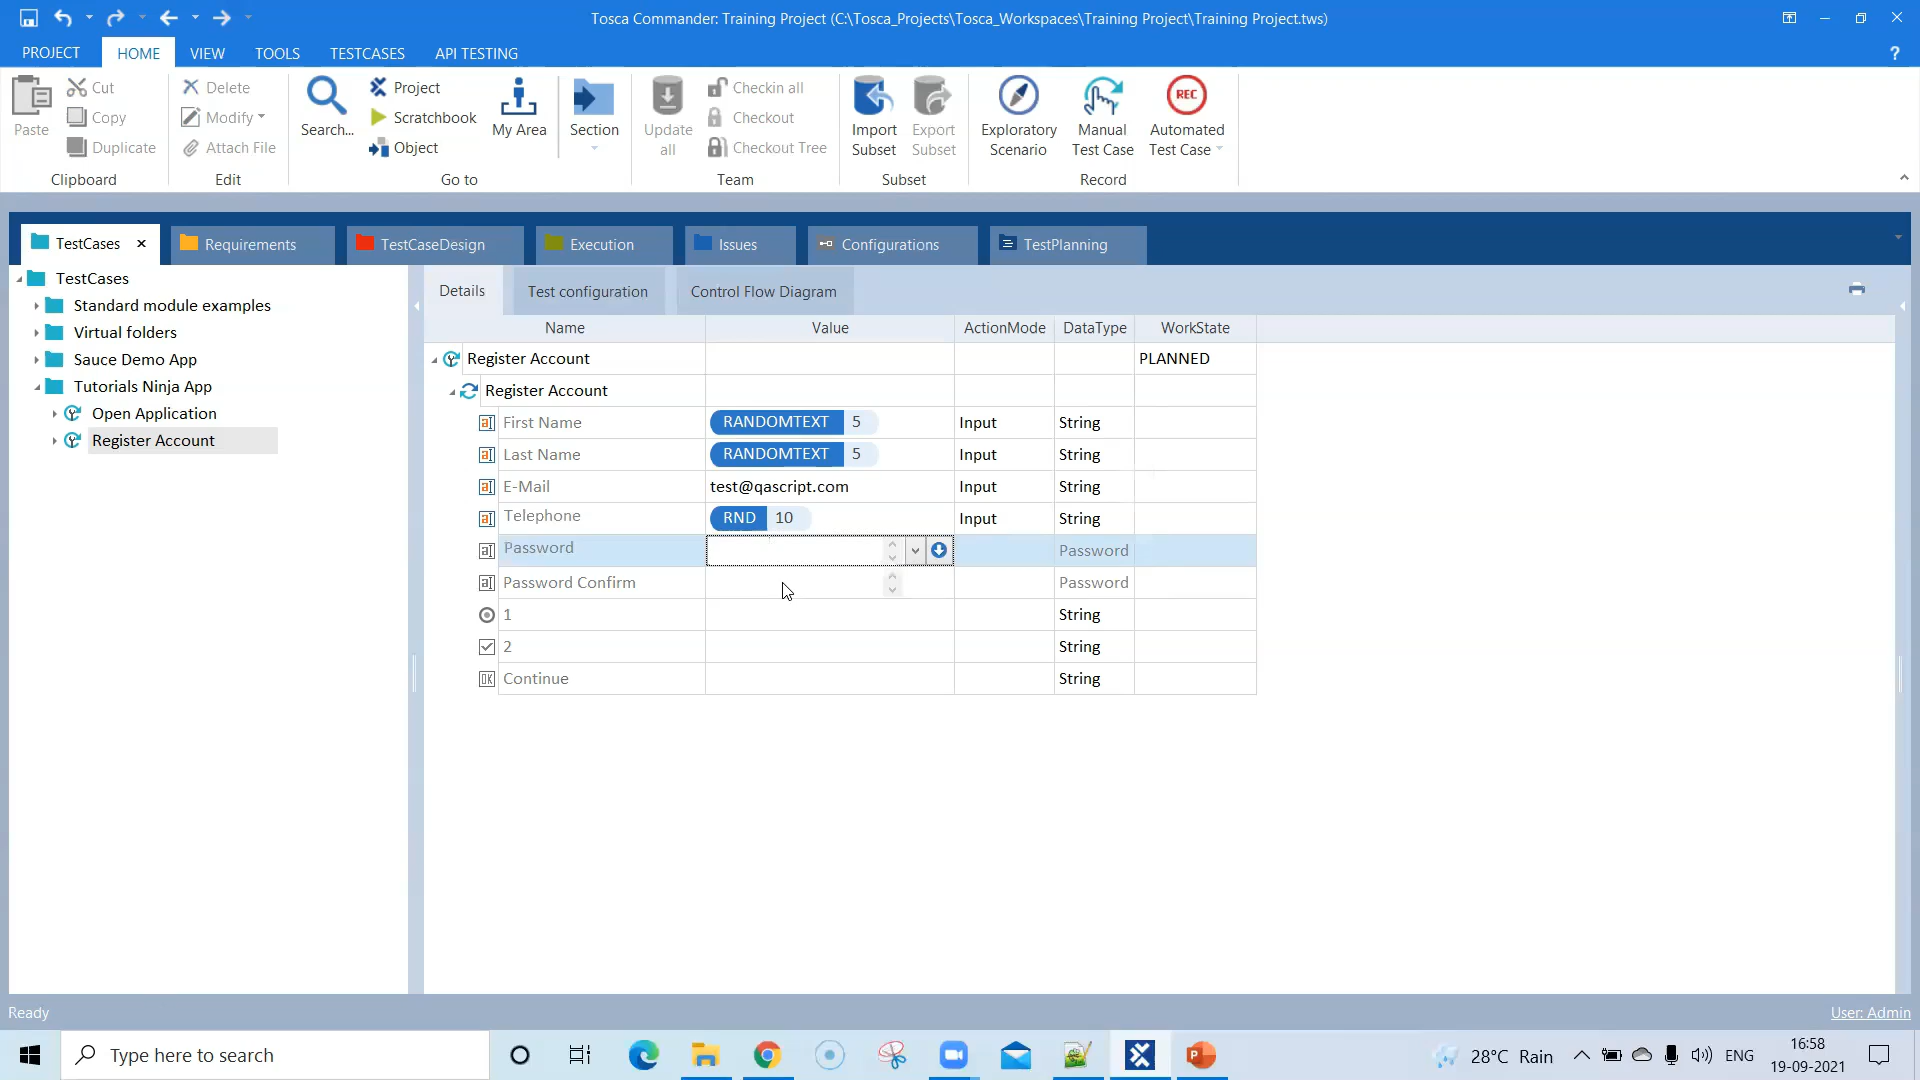 Tosca Commander: Training Project (C:\Tosca_Projects\Tosca_Workspaces\Training Project\Training Project.tws)
PROJECT HOME VIEW TOOLS TESTCASES API TESTING ?
Paste
Cut
Copy
Duplicate
Clipboard
Delete
Modify
Attach File
Edit
Search...
Project
Scratchbook
Object
My Area
Go to
Section
Update all
Checkin all
Checkout
Checkout Tree
Team
Import Subset
Export Subset
Subset
Exploratory Scenario
Manual Test Case
REC
Automated Test Case
Record
TestCases Requirements TestCaseDesign Execution Issues Configurations TestPlanning
TestCases
Standard module examples
Virtual folders
Sauce Demo App
Tutorials Ninja App
Open Application
Register Account
Details Test configuration Control Flow Diagram
Name Value ActionMode DataType WorkState
Register Account PLANNED
Register Account
First Name RANDOMTEXT 5 Input String
Last Name RANDOMTEXT 5 Input String
E-Mail test@qascript.com Input String
Telephone RND 10 Input String
Password Password
Password Confirm Password
1 String
2 String
Continue String
Ready User: Admin
Type here to search
28°C Rain ENG
16:58
19-09-2021